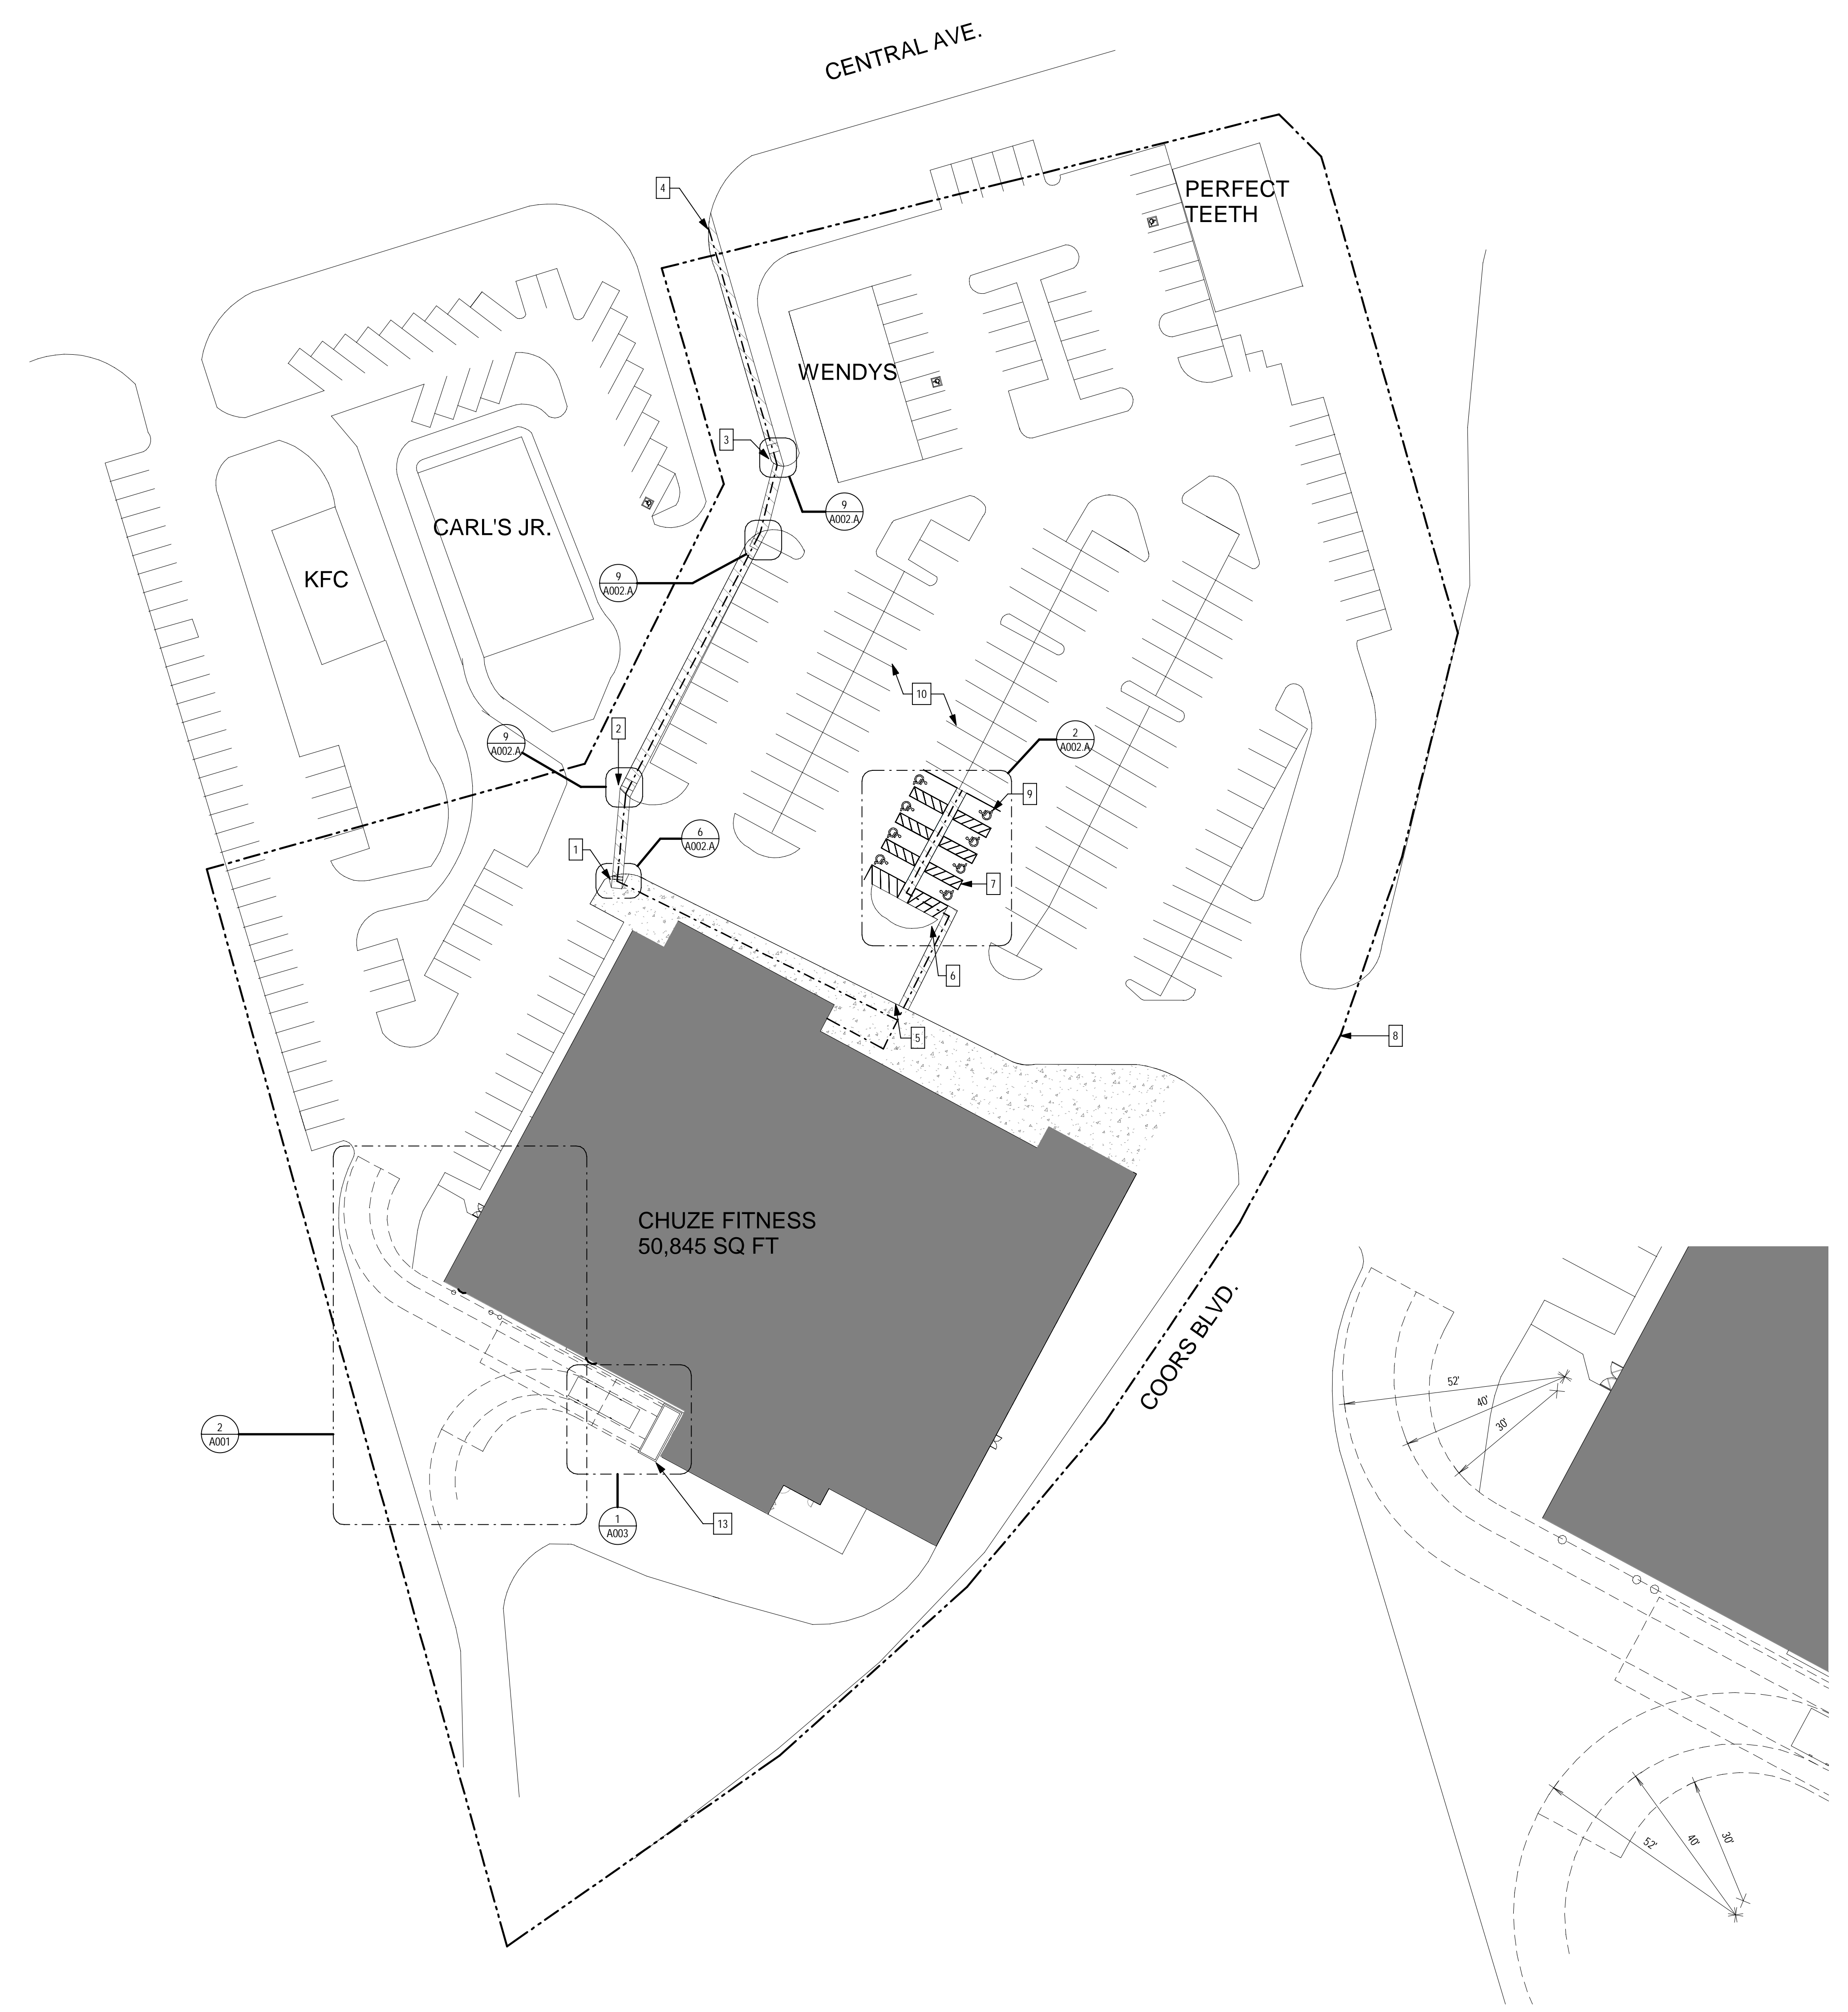 CENTRAL AVE.
4
PERFECT
TEETH
WENDYS
3
9
A002.A
CARL'S JR.
KFC
9
A002.A
10
2
9
A002.A
2
A002.A
9
6
A002.A
1
7
6
5
8
CHUZE FITNESS
50,845 SQ FT
COORS BLVD.
52'
40'
30'
2
A001
1
A003
13
52'
40'
30'